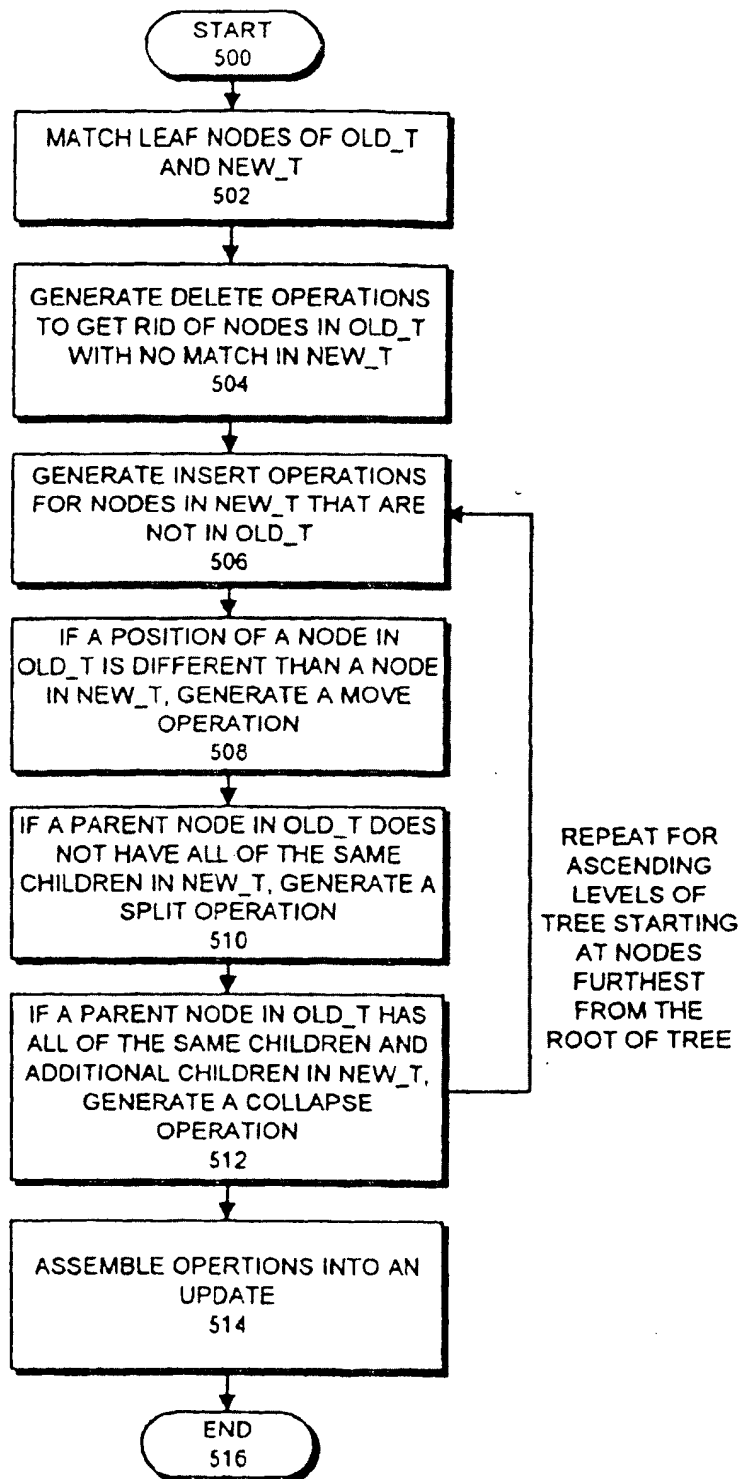 START
500
MATCH LEAF NODES OF OLD_T
AND NEW_T
502
GENERATE DELETE OPERATIONS
TO GET RID OF NODES IN OLD_T
WITH NO MATCH IN NEW_T
504
GENERATE INSERT OPERATIONS
FOR NODES IN NEW_T THAT ARE
NOT IN OLD_T
506
IF A POSITION OF A NODE IN
OLD_T IS DIFFERENT THAN A NODE
IN NEW_T, GENERATE A MOVE
OPERATION
508
IF A PARENT NODE IN OLD_T DOES
NOT HAVE ALL OF THE SAME
CHILDREN IN NEW_T, GENERATE A
SPLIT OPERATION
510
IF A PARENT NODE IN OLD_T HAS
ALL OF THE SAME CHILDREN AND
ADDITIONAL CHILDREN IN NEW_T,
GENERATE A COLLAPSE
OPERATION
512
REPEAT FOR
ASCENDING
LEVELS OF
TREE STARTING
AT NODES
FURTHEST
FROM THE
ROOT OF TREE
ASSEMBLE OPERTIONS INTO AN
UPDATE
514
END
516